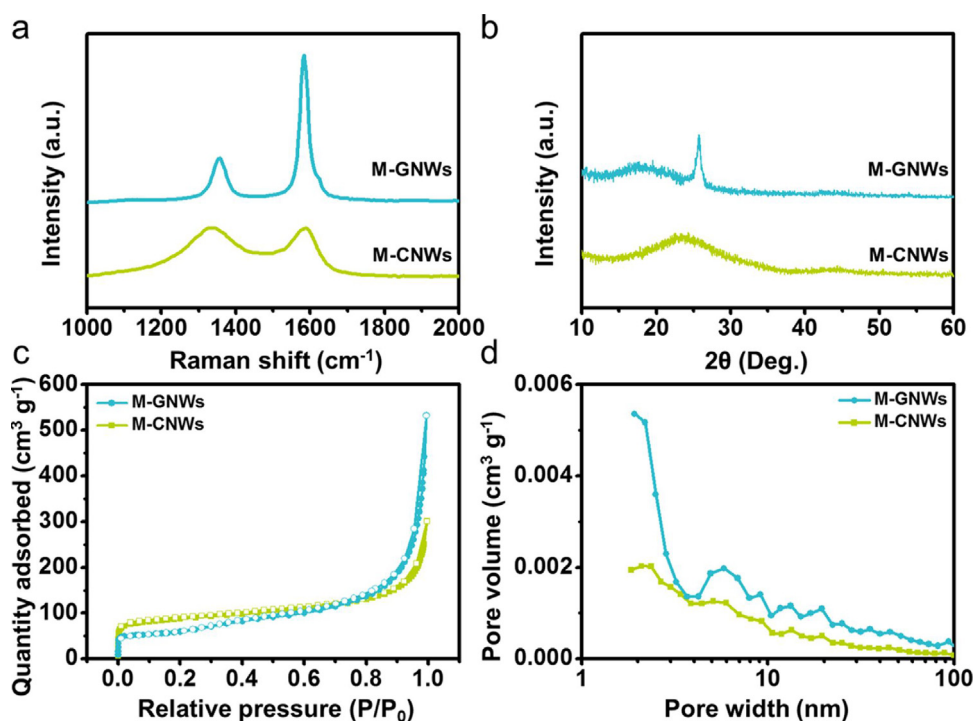 a
Intensity (a.u.)
M-GNWs
M-CNWs
1000 1200 1400 1600 1800 2000
Raman shift (cm⁻¹)
b
Intensity (a.u.)
M-GNWs
M-CNWs
10 20 30 40 50 60
2θ (Deg.)
c
Quantity adsorbed (cm³ g⁻¹)
600
500
400
300
200
100
0
M-GNWs
M-CNWs
0.0 0.2 0.4 0.6 0.8 1.0
Relative pressure (P/P₀)
d
Pore volume (cm³ g⁻¹)
0.006
0.004
0.002
0.000
M-GNWs
M-CNWs
1 10 100
Pore width (nm)